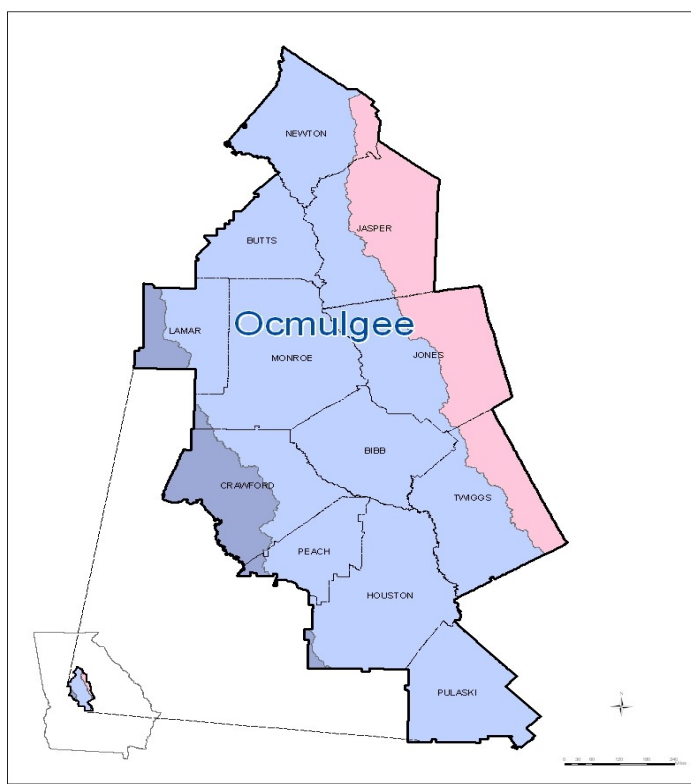 NEWTON
JASPER
BUTTS
LAMAR
Ocmulgee
MONROE
JONES
BIBB
CRAWFORD
TWIGGS
PEACH
HOUSTON
PULASKI
N